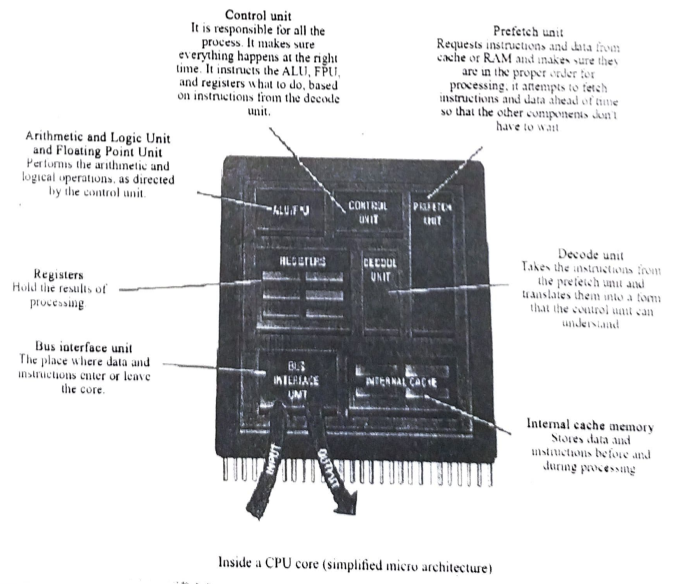 Control unit
It is responsible for all the
process. It makes sure
everything happens at the right
time. It instructs the ALU, FPU,
and registers what to do, based
on instructions from the decode
unit.
Prefetch unit
Requests instructions and data from
cache or RAM and makes sure they
are in the proper order for
processing, it attempts to fetch
instructions and data ahead of time
so that the other components don't
have to wait
Arithmetic and Logic Unit
and Floating Point Unit
Performs the arithmetic and
logical operations, as directed
by the control unit.
Registers
Hold the results of
processing.
Bus interface unit
The place where data and
instructions enter or leave
the core.
ALU/FPU
CONTROL
UNIT
PREFETCH
UNIT
REGISTERS
DECODE
UNIT
BUS
INTERFACE
UNIT
INTERNAL CACHE
INPUT
OUTPUT
Decode unit
Takes the instructions from
the prefetch unit and
translates them into a form
that the control unit can
understand
Internal cache memory
Stores data and
instructions before and
during processing
Inside a CPU core (simplified micro architecture)